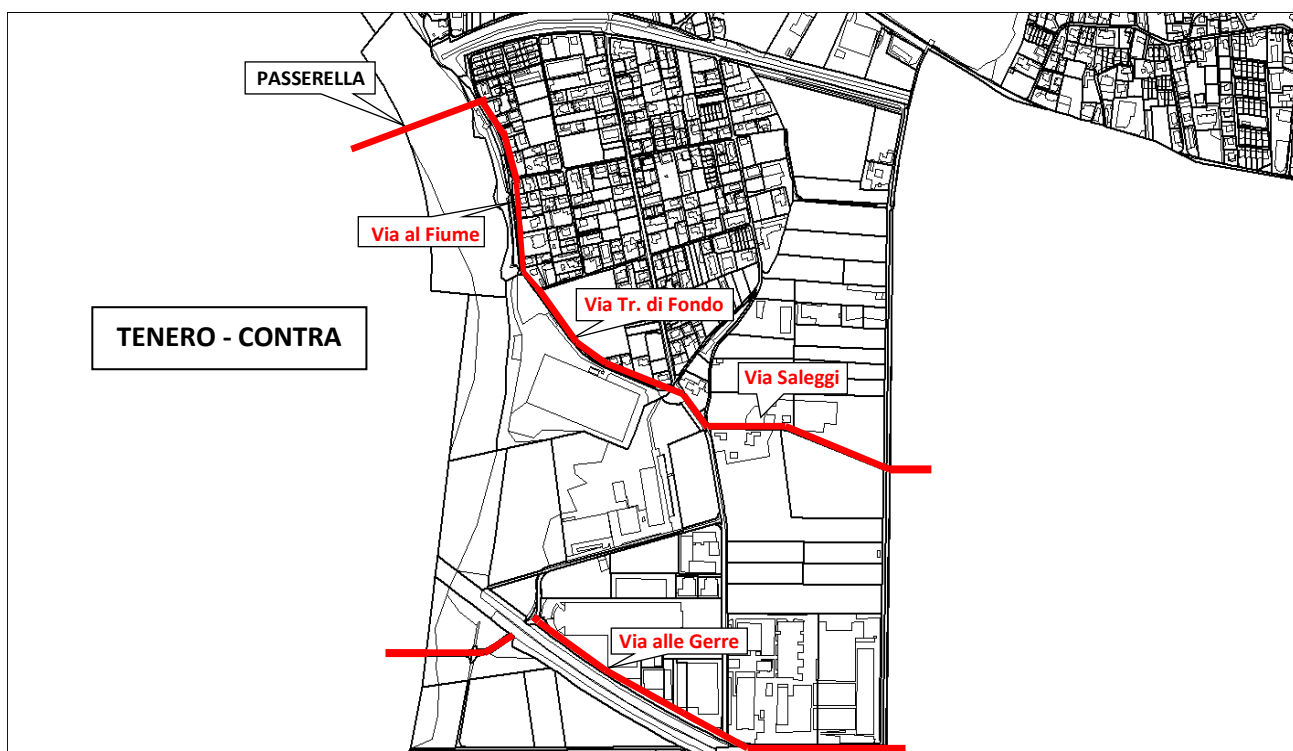 PASSERELLA
Via al Fiume
Via Tr. di Fondo
TENERO - CONTRA
Via Saleggi
Via alle Gerre